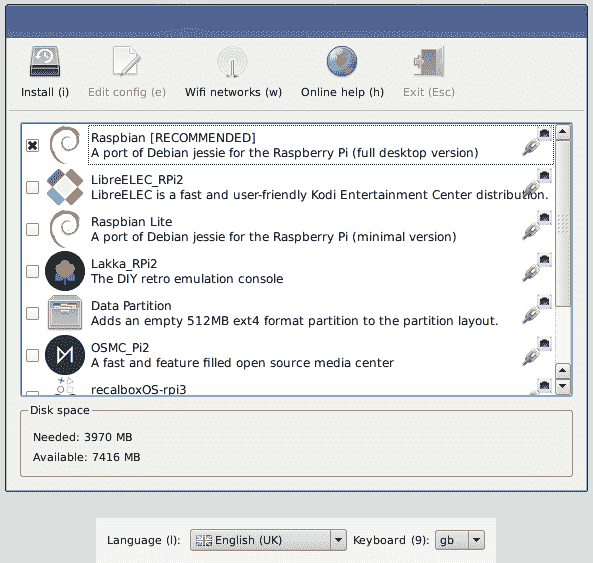 Install (i)
Edit config (e)
Wifi networks (w)
Online help (h)
Exit (Esc)
Raspbian [RECOMMENDED]
A port of Debian jessie for the Raspberry Pi (full desktop version)
LibreELEC_RPi2
LibreELEC is a fast and user-friendly Kodi Entertainment Center distribution.
Raspbian Lite
A port of Debian jessie for the Raspberry Pi (minimal version)
Lakka_RPi2
The DIY retro emulation console
Data Partition
Adds an empty 512MB ext4 format partition to the partition layout.
OSMC_Pi2
A fast and feature filled open source media center
recalboxOS-rpi3
Disk space
Needed: 3970 MB
Available: 7416 MB
Language (l): English (UK) Keyboard (9): gb